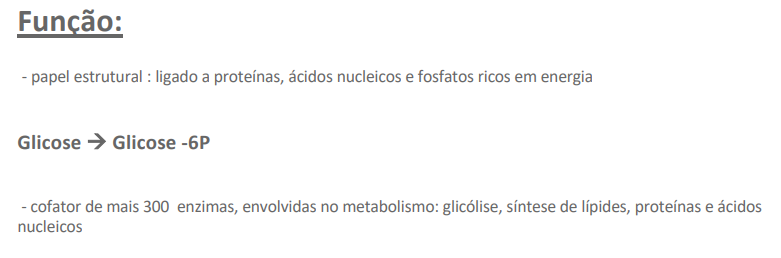 Função:
- papel estrutural : ligado a proteínas, ácidos nucleicos e fosfatos ricos em energia
Glicose → Glicose -6P
- cofator de mais 300 enzimas, envolvidas no metabolismo: glicólise, síntese de lípides, proteínas e ácidos
nucleicos